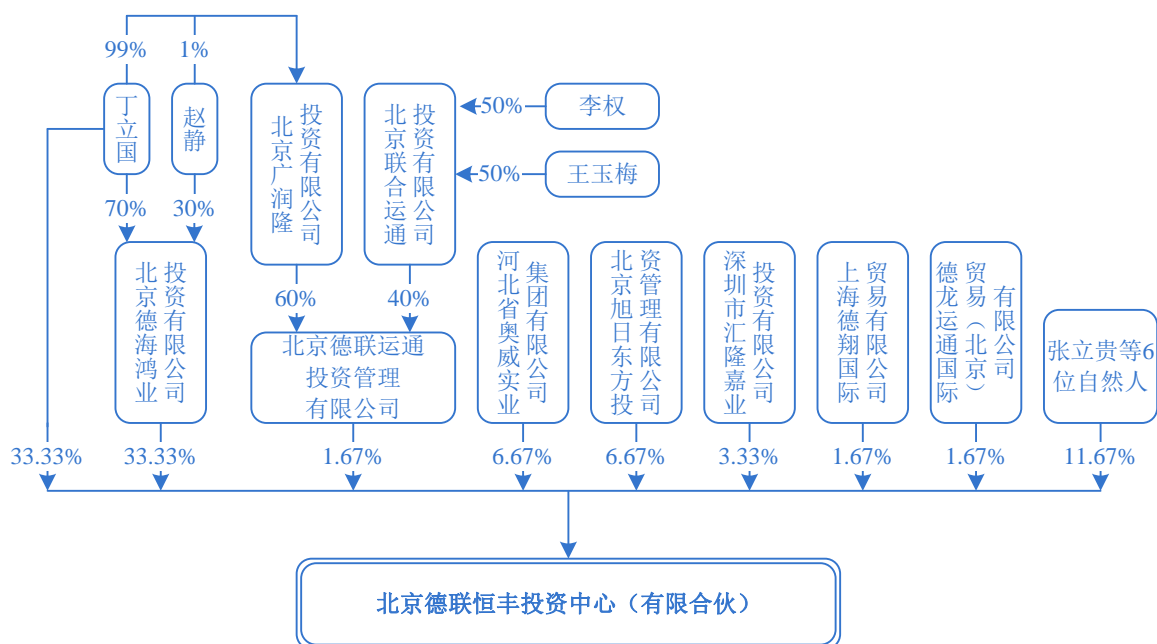 99%
1%
丁立国
赵静
北京广润隆
投资有限公司
北京联合运通
投资有限公司
50%
李权
50%
王玉梅
70%
30%
60%
40%
北京德海鸿业
投资有限公司
北京德联运通
投资管理
有限公司
河北省奥威实业
集团有限公司
北京旭日东方投
资管理有限公司
深圳市汇隆嘉业
投资有限公司
上海德翔国际
贸易有限公司
德龙运通国际
贸易（北京）
有限公司
张立贵等6
位自然人
33.33%
33.33%
1.67%
6.67%
6.67%
3.33%
1.67%
1.67%
11.67%
北京德联恒丰投资中心（有限合伙）